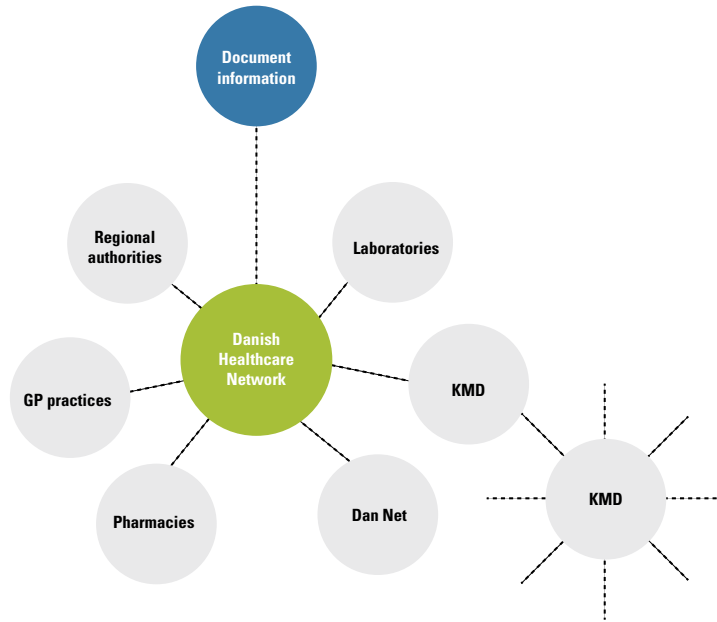 Document
information
Regional
authorities
Laboratories
Danish
Healthcare
Network
GP practices
KMD
Pharmacies
Dan Net
KMD